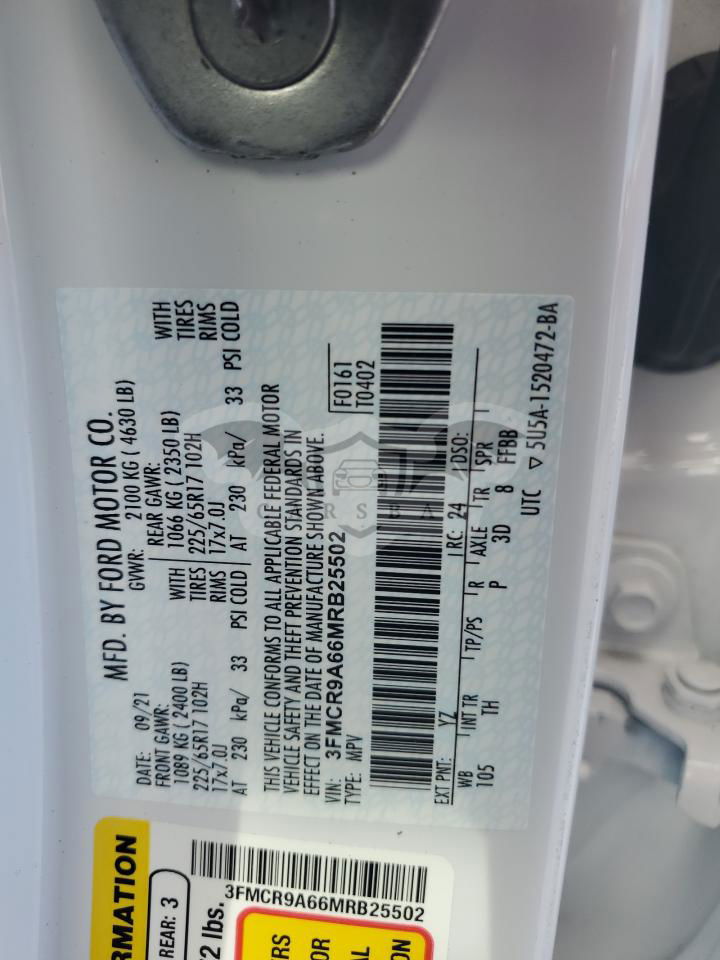 MFD. BY FORD MOTOR CO.
DATE: 09/21 GVWR: 2100 KG ( 4630 LB)
FRONT GAWR: REAR GAWR:
1089 KG ( 2400 LB) WITH 1066 KG ( 2350 LB) WITH
225/65R17 102H TIRES 225/65R17 102H TIRES
17x7.0J RIMS 17x7.0J RIMS
AT 230 kPa/ 33 PSI COLD AT 230 kPa/ 33 PSI COLD
THIS VEHICLE CONFORMS TO ALL APPLICABLE FEDERAL MOTOR
VEHICLE SAFETY AND THEFT PREVENTION STANDARDS IN
EFFECT ON THE DATE OF MANUFACTURE SHOWN ABOVE.
VIN: 3FMCR9A66MRB25502 F0161
TYPE: MPV T0402
EXT PNT: YZ RC: 24 DSO:
WB INT TR TP/PS R AXLE TR SPR
105 TH P 3D 8 FFBB
UTC ▽ 5U5A-1520472-BA
RMATION
REAR: 3
2 lbs.
3FMCR9A66MRB25502
ERS
OR
AL
ON